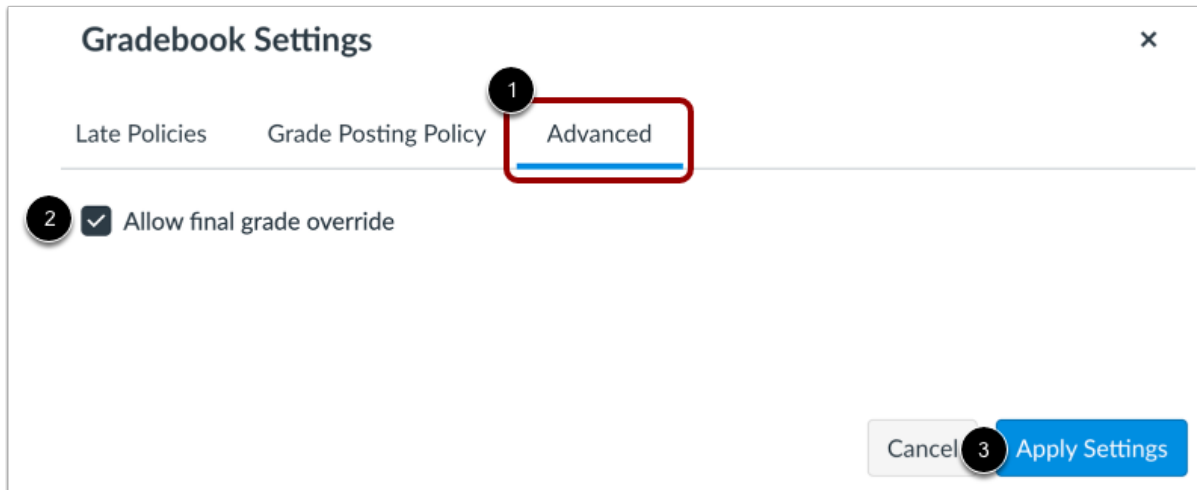 Gradebook Settings ×
1
Late Policies Grade Posting Policy Advanced
2 Allow final grade override
Cancel 3 Apply Settings